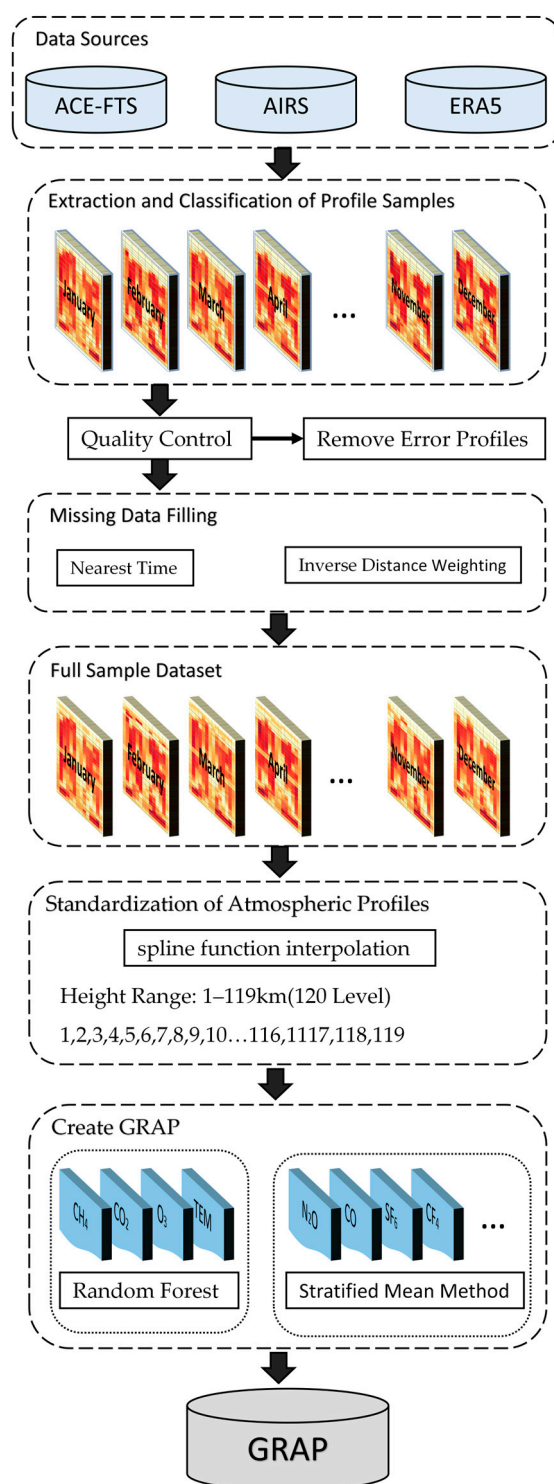 Data Sources
ACE-FTS
AIRS
ERA5
Extraction and Classification of Profile Samples
January
February
March
April
...
November
December
Quality Control
Remove Error Profiles
Missing Data Filling
Nearest Time
Inverse Distance Weighting
Full Sample Dataset
January
February
March
April
...
November
December
Standardization of Atmospheric Profiles
spline function interpolation
Height Range: 1–119km(120 Level)
1,2,3,4,5,6,7,8,9,10…116,1117,118,119
Create GRAP
CH₄
CO₂
O₃
TEM
N₂O
CO
SF₆
CF₄
...
Random Forest
Stratified Mean Method
GRAP